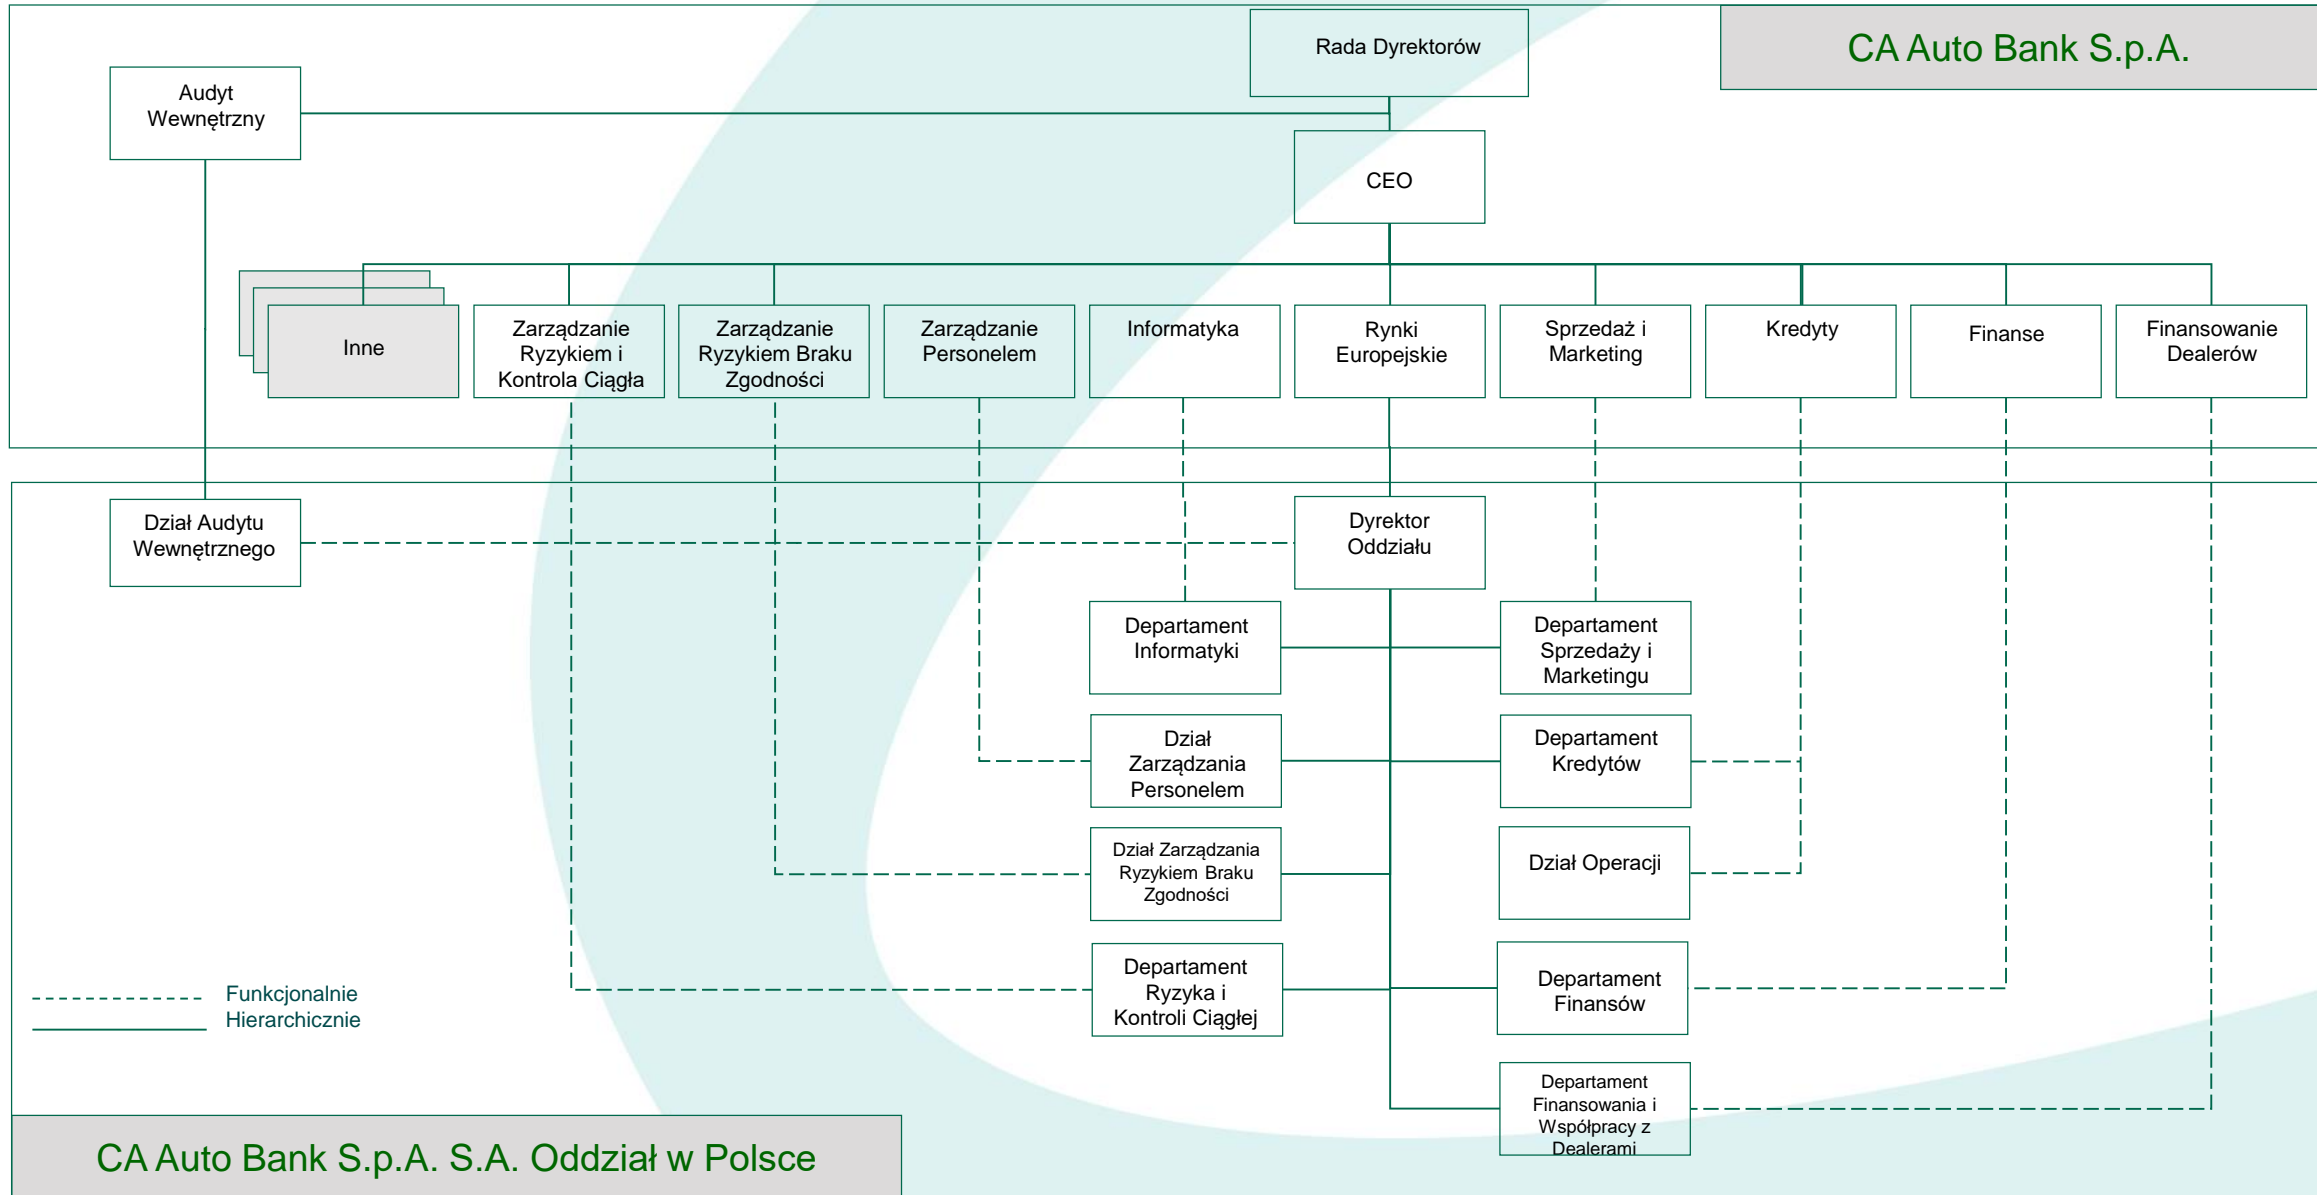 Rada Dyrektorów
CA Auto Bank S.p.A.
Audyt
Wewnętrzny
CEO
Inne
Zarządzanie
Ryzykiem i
Kontrola Ciągła
Zarządzanie
Ryzykiem Braku
Zgodności
Zarządzanie
Personelem
Informatyka
Rynki
Europejskie
Sprzedaż i
Marketing
Kredyty
Finanse
Finansowanie
Dealerów
Dział Audytu
Wewnętrznego
Dyrektor
Oddziału
Departament
Informatyki
Departament
Sprzedaży i
Marketingu
Dział
Zarządzania
Personelem
Departament
Kredytów
Dział Zarządzania
Ryzykiem Braku
Zgodności
Dział Operacji
Departament
Ryzyka i
Kontroli Ciągłej
Departament
Finansów
Funkcjonalnie
Hierarchicznie
Departament
Finansowania i
Współpracy z
Dealerami
CA Auto Bank S.p.A. S.A. Oddział w Polsce